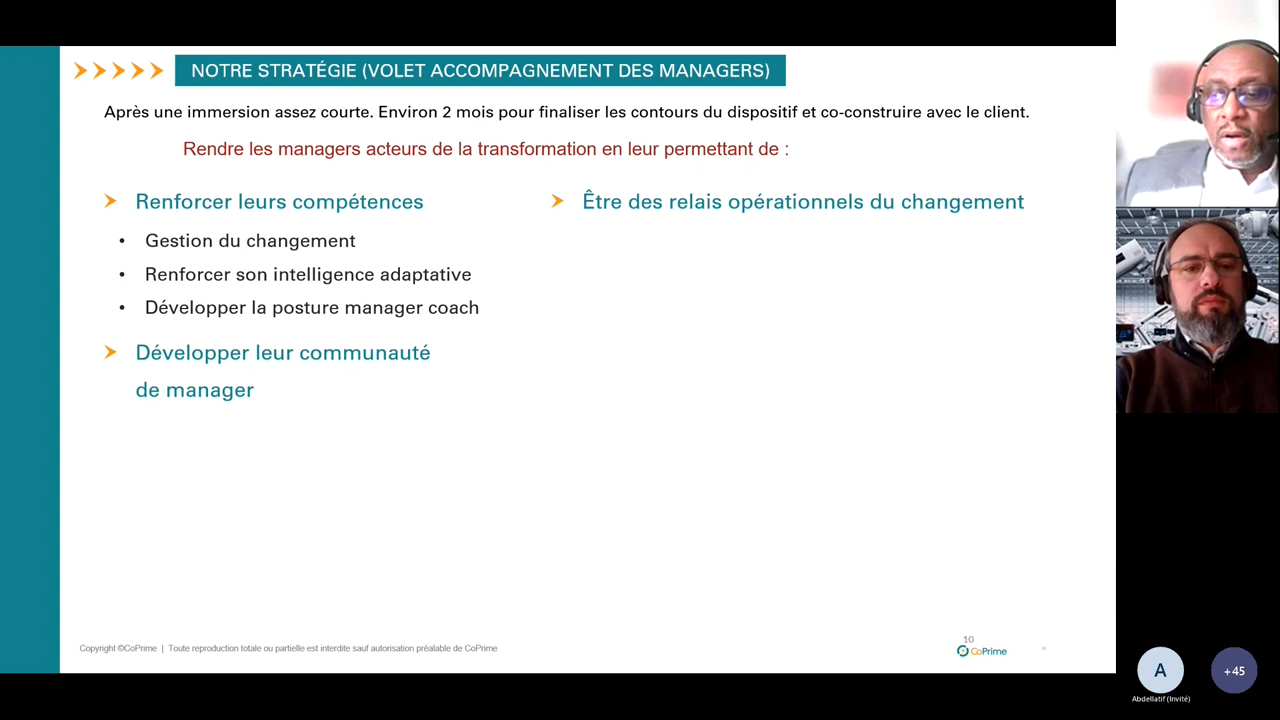 NOTRE STRATÉGIE (VOLET ACCOMPAGNEMENT DES MANAGERS)
Après une immersion assez courte. Environ 2 mois pour finaliser les contours du dispositif et co-construire avec le client.
Rendre les managers acteurs de la transformation en leur permettant de :
Renforcer leurs compétences
• Gestion du changement
• Renforcer son intelligence adaptative
• Développer la posture manager coach
Développer leur communauté
de manager
Être des relais opérationnels du changement
Copyright ©CoPrime | Toute reproduction totale ou partielle est interdite sauf autorisation préalable de CoPrime
10
CoPrime
A
Abdellatif (Invité)
+45